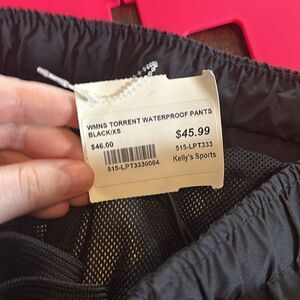 WMNS TORRENT WATERPROOF PANTS
BLACK/XS
$46.00
$45.99
515-LPT333
515-LPT3330004
Kelly's Sports